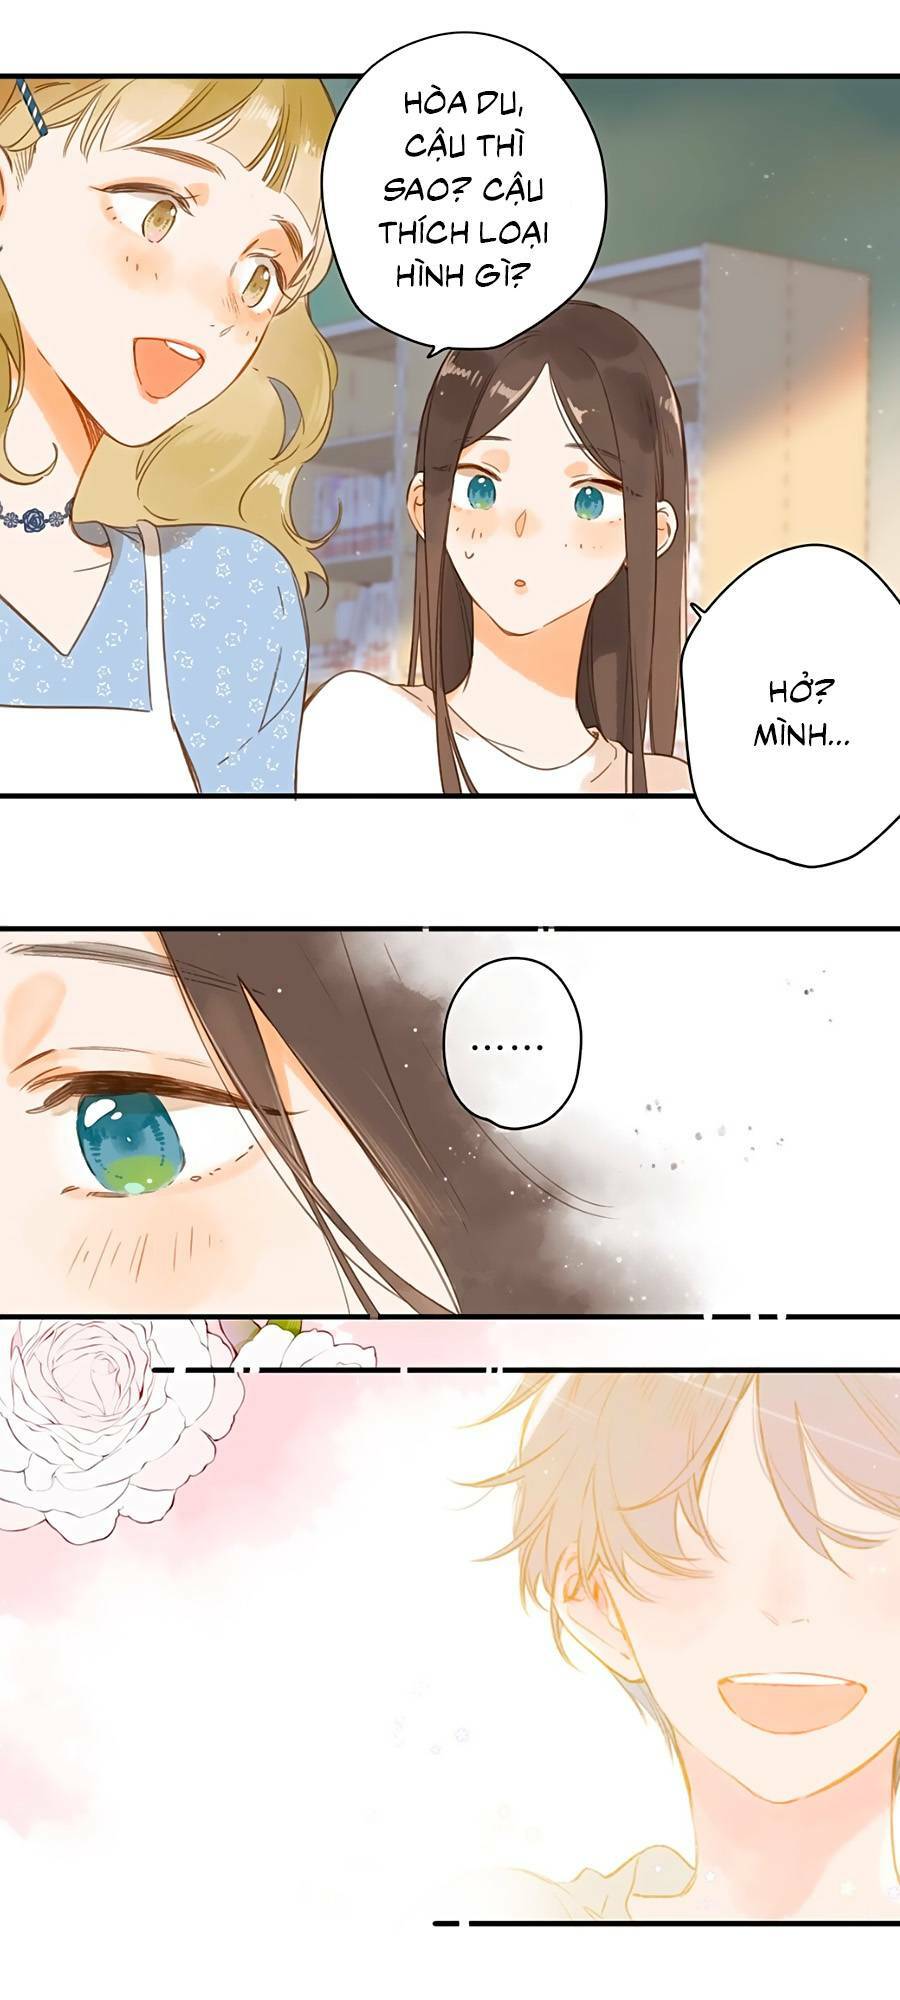 HÒA DU,
CẬU THÌ
SAO? CẬU
THÍCH LOẠI
HÌNH GÌ?
HỞ?
MÌNH...
......